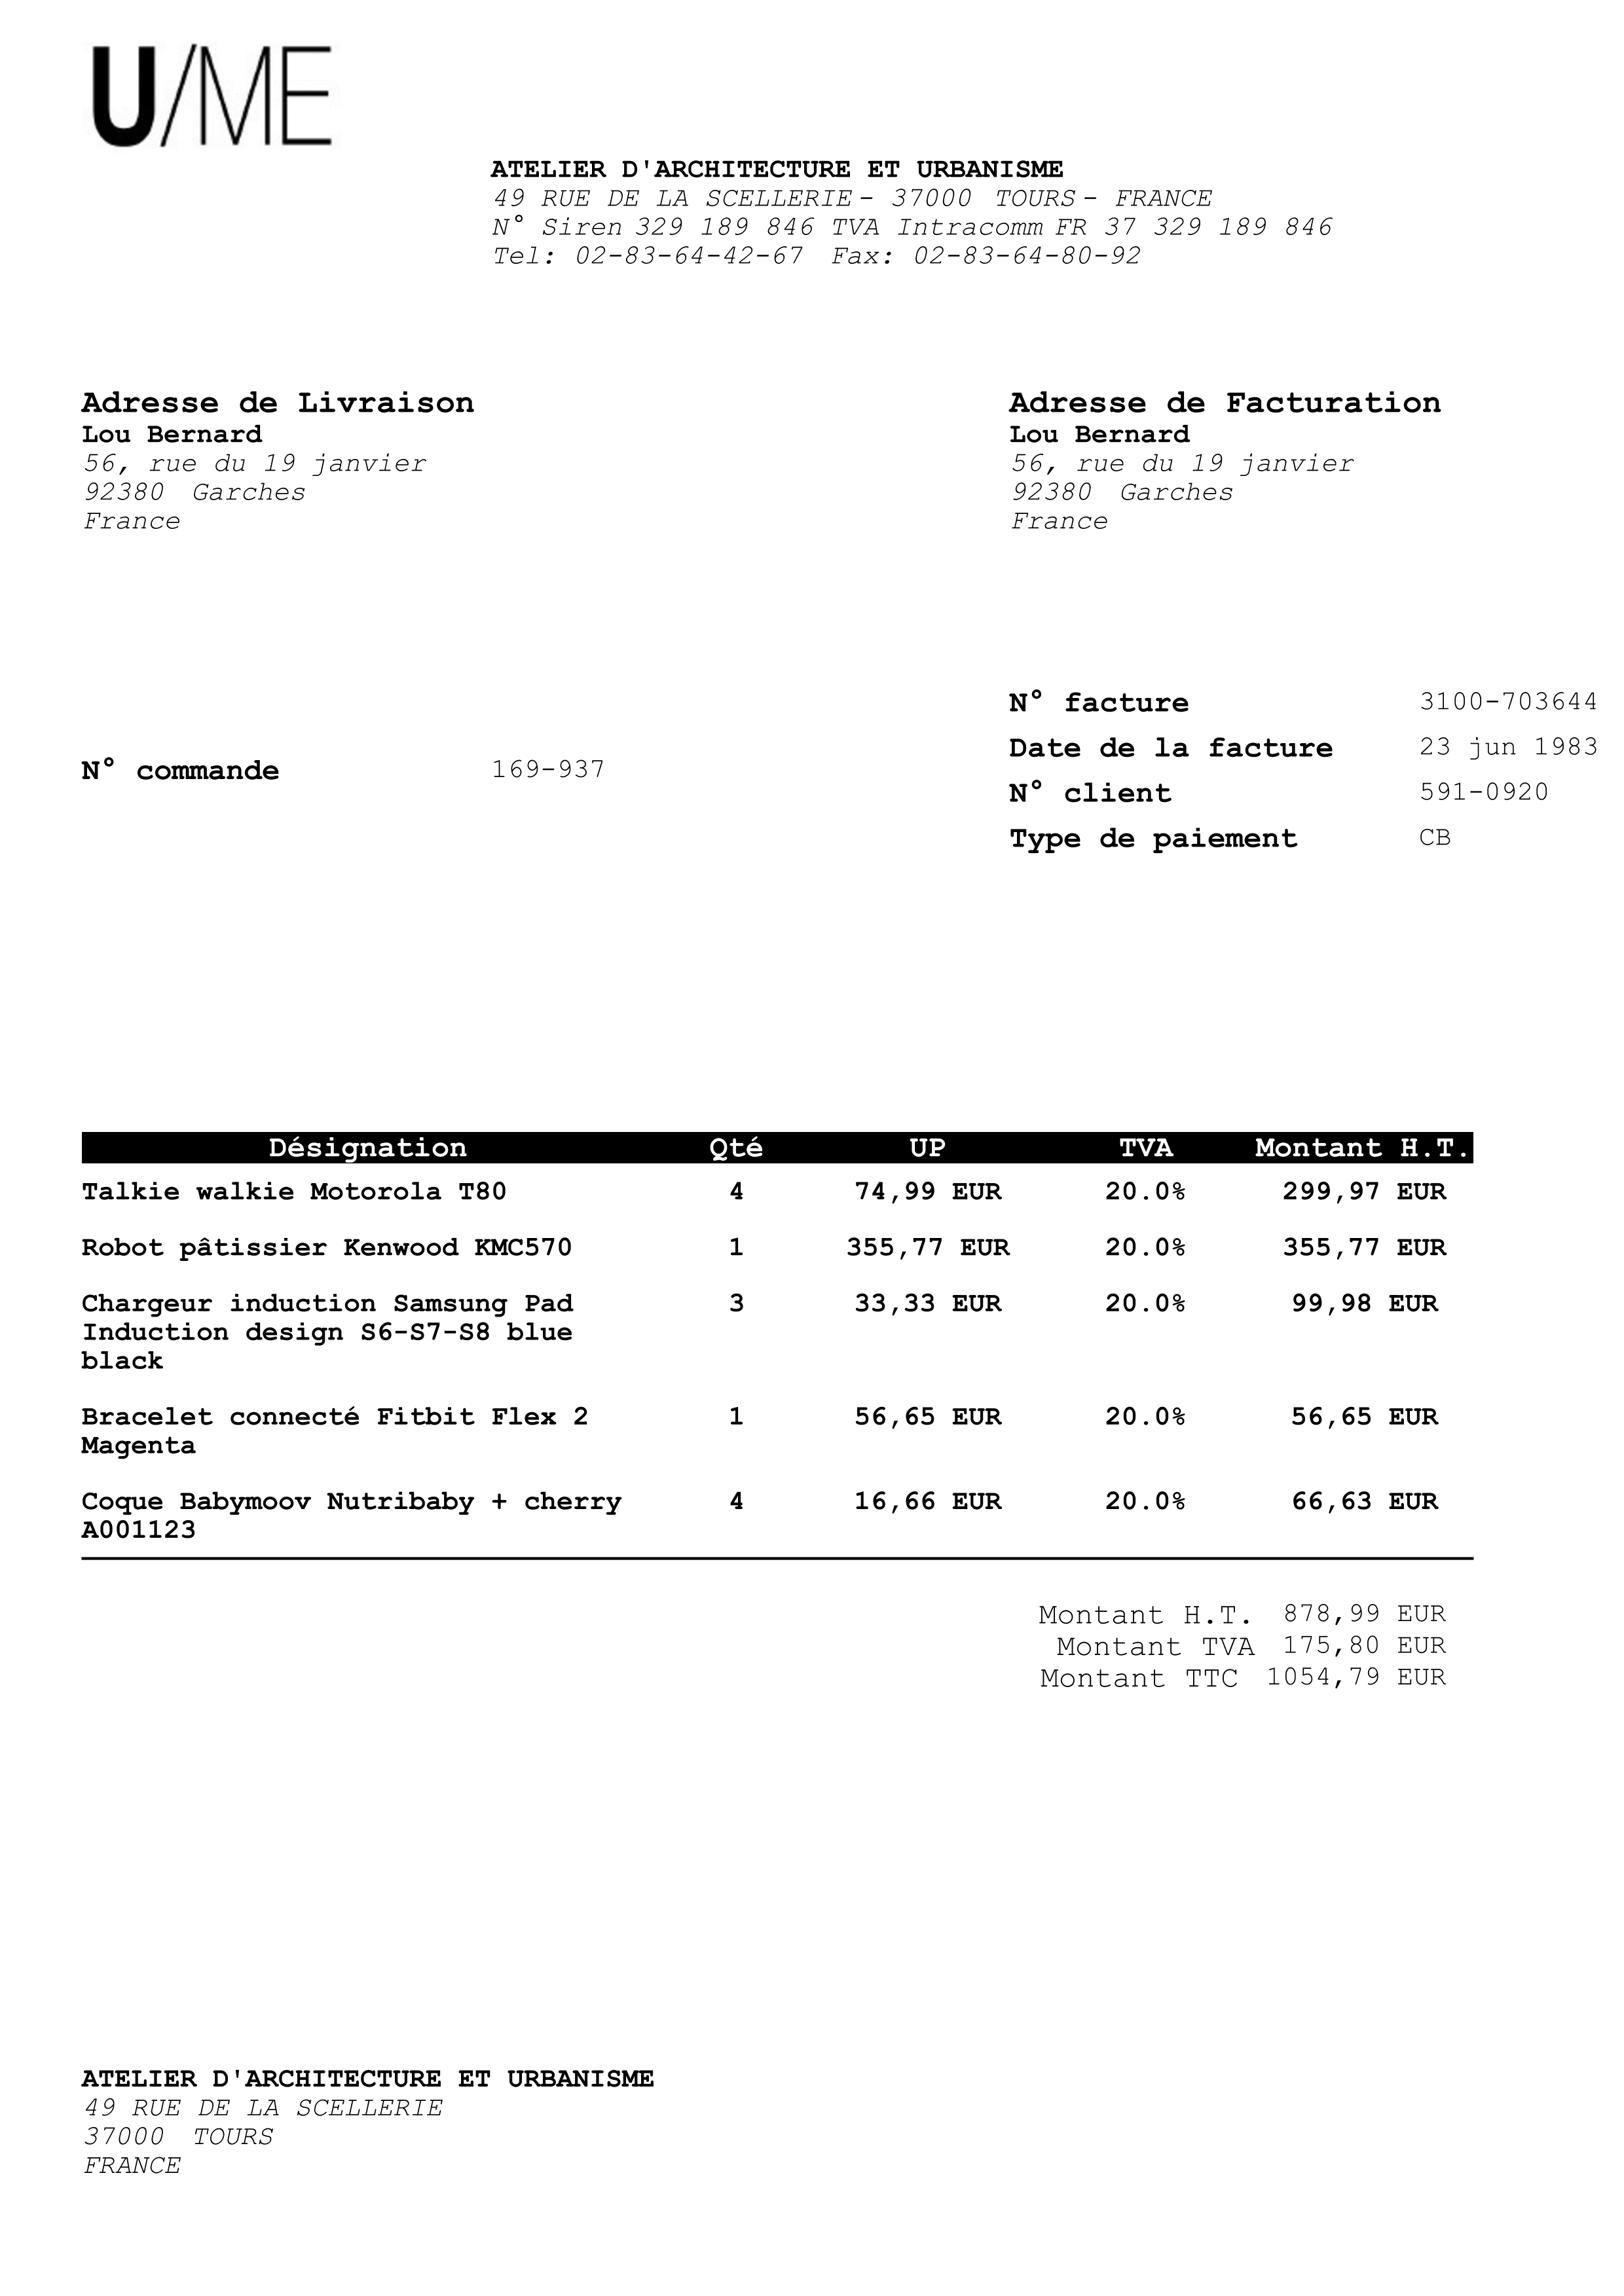 U/ME
ATELIER D'ARCHITECTURE ET URBANISME
49 RUE DE LA SCELLERIE - 37000 TOURS - FRANCE
N° Siren 329 189 846 TVA Intracomm FR 37 329 189 846
Tel: 02-83-64-42-67 Fax: 02-83-64-80-92
Adresse de Livraison
Lou Bernard
56, rue du 19 janvier
92380 Garches
France
Adresse de Facturation
Lou Bernard
56, rue du 19 janvier
92380 Garches
France
N° commande 169-937
N° facture 3100-703644
Date de la facture 23 jun 1983
N° client 591-0920
Type de paiement CB
Désignation Qté UP TVA Montant H.T.
Talkie walkie Motorola T80 4 74,99 EUR 20.0% 299,97 EUR
Robot pâtissier Kenwood KMC570 1 355,77 EUR 20.0% 355,77 EUR
Chargeur induction Samsung Pad 3 33,33 EUR 20.0% 99,98 EUR
Induction design S6-S7-S8 blue
black
Bracelet connecté Fitbit Flex 2 1 56,65 EUR 20.0% 56,65 EUR
Magenta
Coque Babymoov Nutribaby + cherry 4 16,66 EUR 20.0% 66,63 EUR
A001123
Montant H.T. 878,99 EUR
Montant TVA 175,80 EUR
Montant TTC 1054,79 EUR
ATELIER D'ARCHITECTURE ET URBANISME
49 RUE DE LA SCELLERIE
37000 TOURS
FRANCE